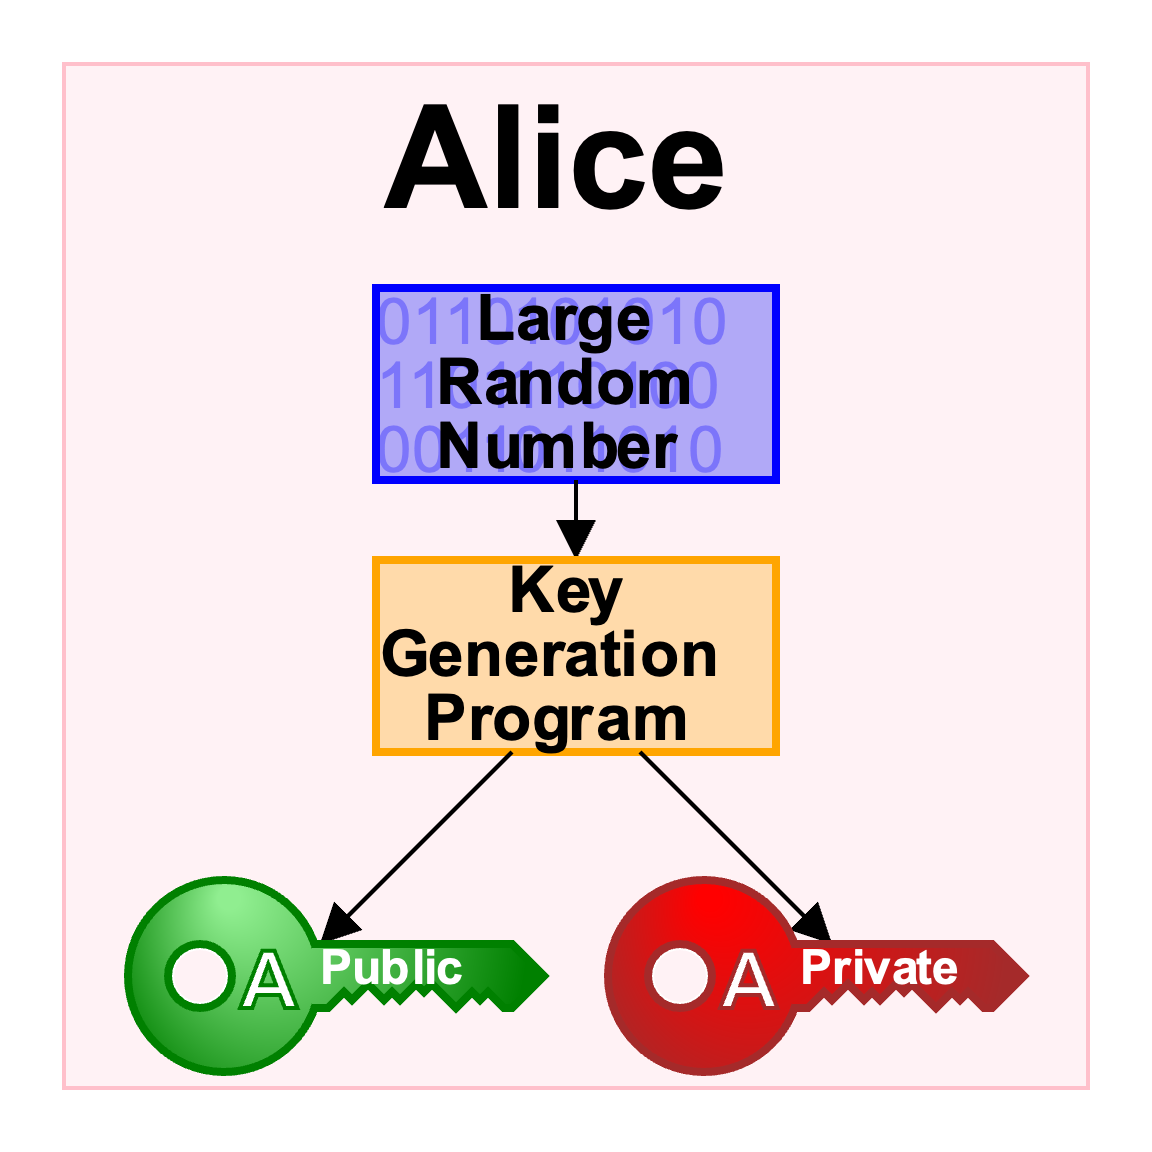 Alice
Large
Random
Number
Key
Generation
Program
A Public
A Private